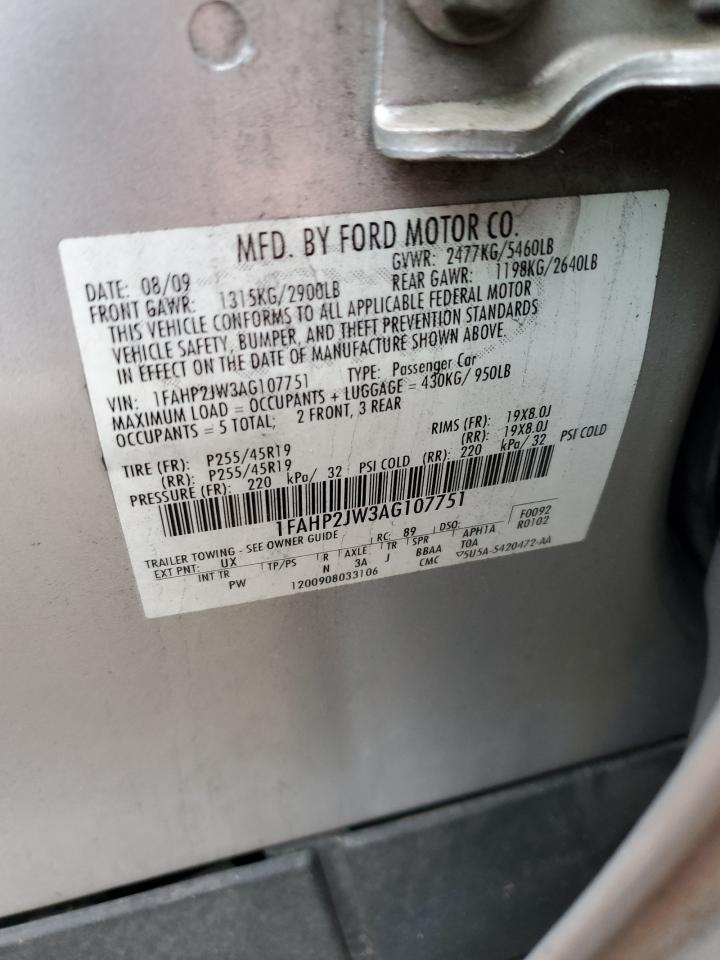 MFD. BY FORD MOTOR CO.
DATE: 08/09 GVWR: 2477KG/5460LB
FRONT GAWR: 1315KG/2900LB REAR GAWR: 1198KG/2640LB
THIS VEHICLE CONFORMS TO ALL APPLICABLE FEDERAL MOTOR
VEHICLE SAFETY, BUMPER, AND THEFT PREVENTION STANDARDS
IN EFFECT ON THE DATE OF MANUFACTURE SHOWN ABOVE.
VIN: 1FAHP2JW3AG107751 TYPE: Passenger Car
MAXIMUM LOAD = OCCUPANTS + LUGGAGE = 430KG/ 950LB
OCCUPANTS = 5 TOTAL; 2 FRONT, 3 REAR
TIRE (FR): P255/45R19 RIMS (FR): 19X8.0J
(RR): P255/45R19 (RR): 19X8.0J
PRESSURE (FR): 220 kPa/ 32 PSI COLD (RR): 220 kPa/ 32 PSI COLD
1FAHP2JW3AG107751
F0092
R0102
TRAILER TOWING - SEE OWNER GUIDE
EXT PNT: UX RC: 89 DSO: APH1A
INT TR TP/PS R AXLE TR SPR T0A
PW N 3A J BBAA
CMC ▽5U5A-5420472-AA
1200908033106